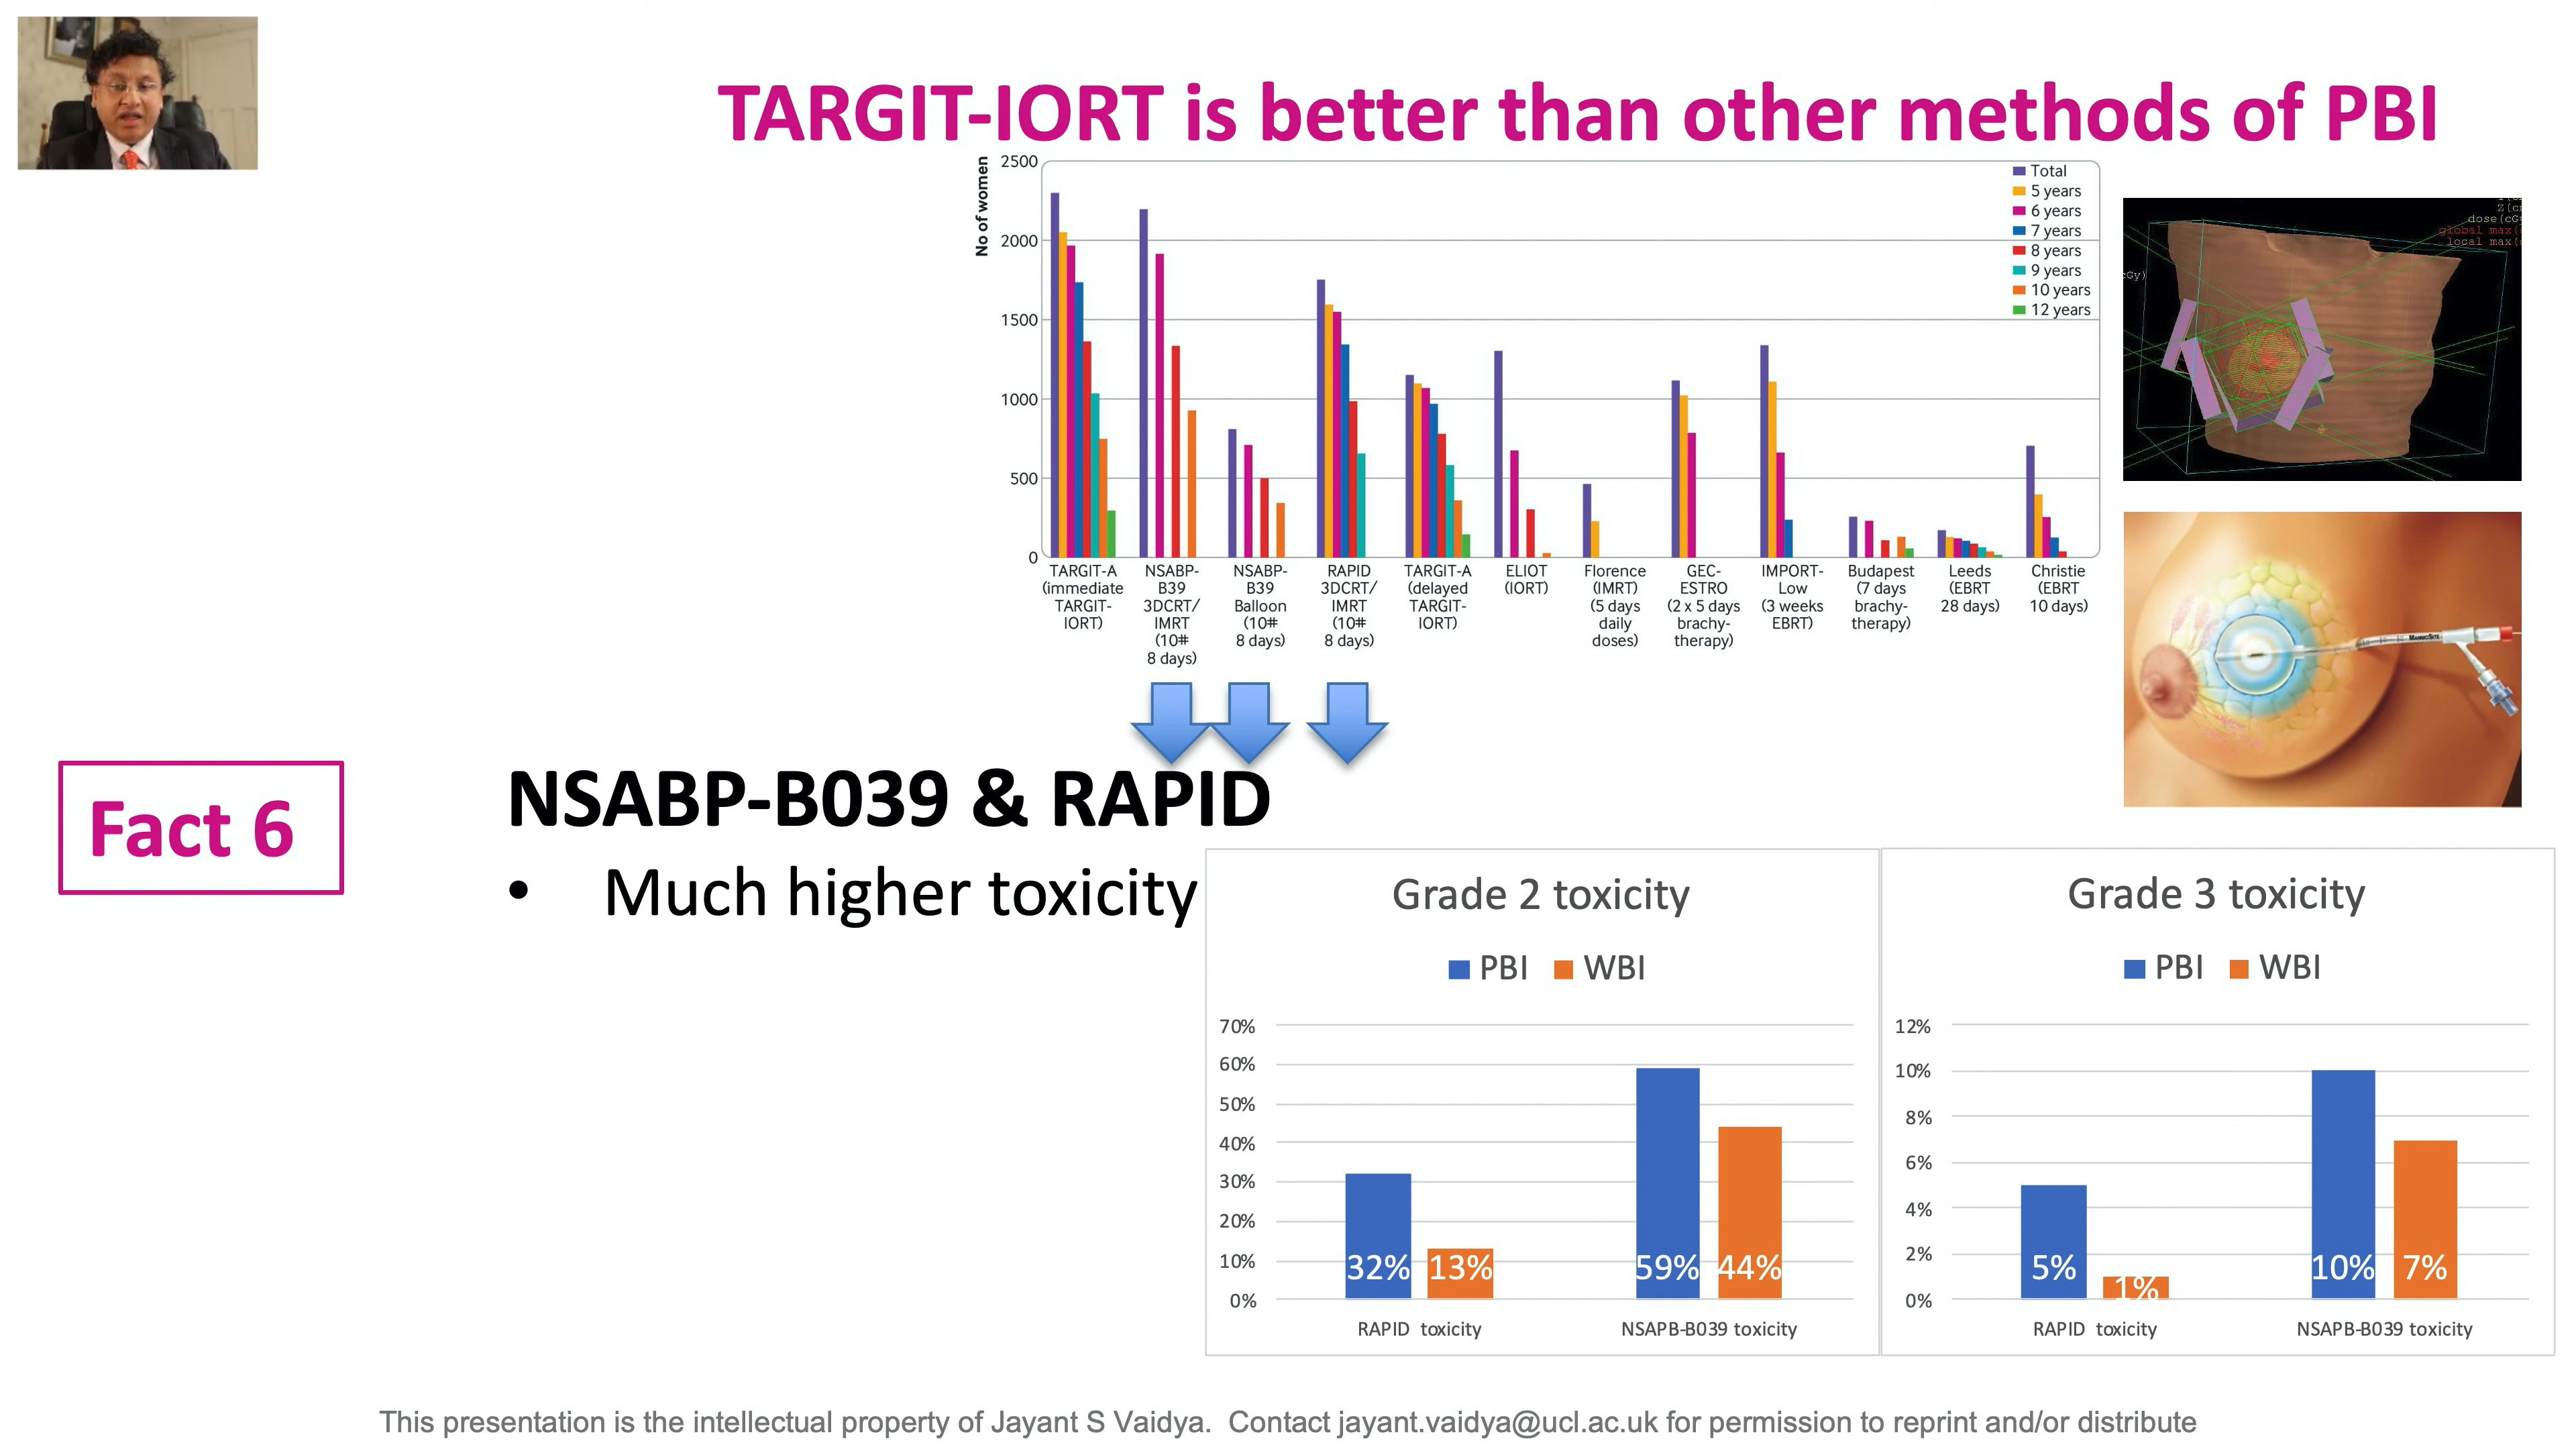 TARGIT-IORT is better than other methods of PBI
No of women
2500
2000
1500
1000
500
0
Total
5 years
6 years
7 years
8 years
9 years
10 years
12 years
TARGIT-A
(immediate
TARGIT-
IORT)
NSABP-
B39
3DCRT/
IMRT
(10#
8 days)
NSABP-
B39
Balloon
(10#
8 days)
RAPID
3DCRT/
IMRT
(10#
8 days)
TARGIT-A
(delayed
TARGIT-
IORT)
ELIOT
(IORT)
Florence
(IMRT)
(5 days
daily
doses)
GEC-
ESTRO
(2 x 5 days
brachy-
therapy)
IMPORT-
Low
(3 weeks
EBRT)
Budapest
(7 days
brachy-
therapy)
Leeds
(EBRT
28 days)
Christie
(EBRT
10 days)
dose(cG
global max(
local max(
cGy)
Fact 6
NSABP-B039 & RAPID
• Much higher toxicity
Grade 2 toxicity
PBI WBI
70%
60%
50%
40%
30%
20%
10%
0%
32% 13% 59% 44%
RAPID toxicity NSAPB-B039 toxicity
Grade 3 toxicity
PBI WBI
12%
10%
8%
6%
4%
2%
0%
5% 1% 10% 7%
RAPID toxicity NSAPB-B039 toxicity
This presentation is the intellectual property of Jayant S Vaidya. Contact jayant.vaidya@ucl.ac.uk for permission to reprint and/or distribute